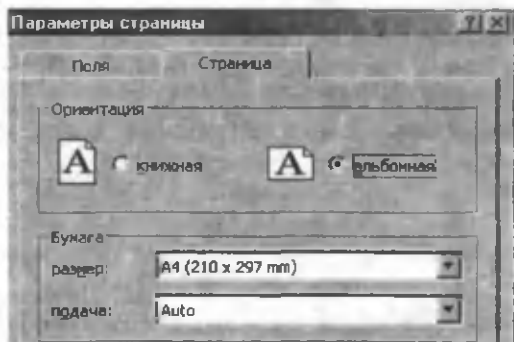 Параметры страницы
Поля Страница
Ориентация
A книжная A альбомная
Бумага
размер: A4 (210 x 297 mm)
подача: Auto